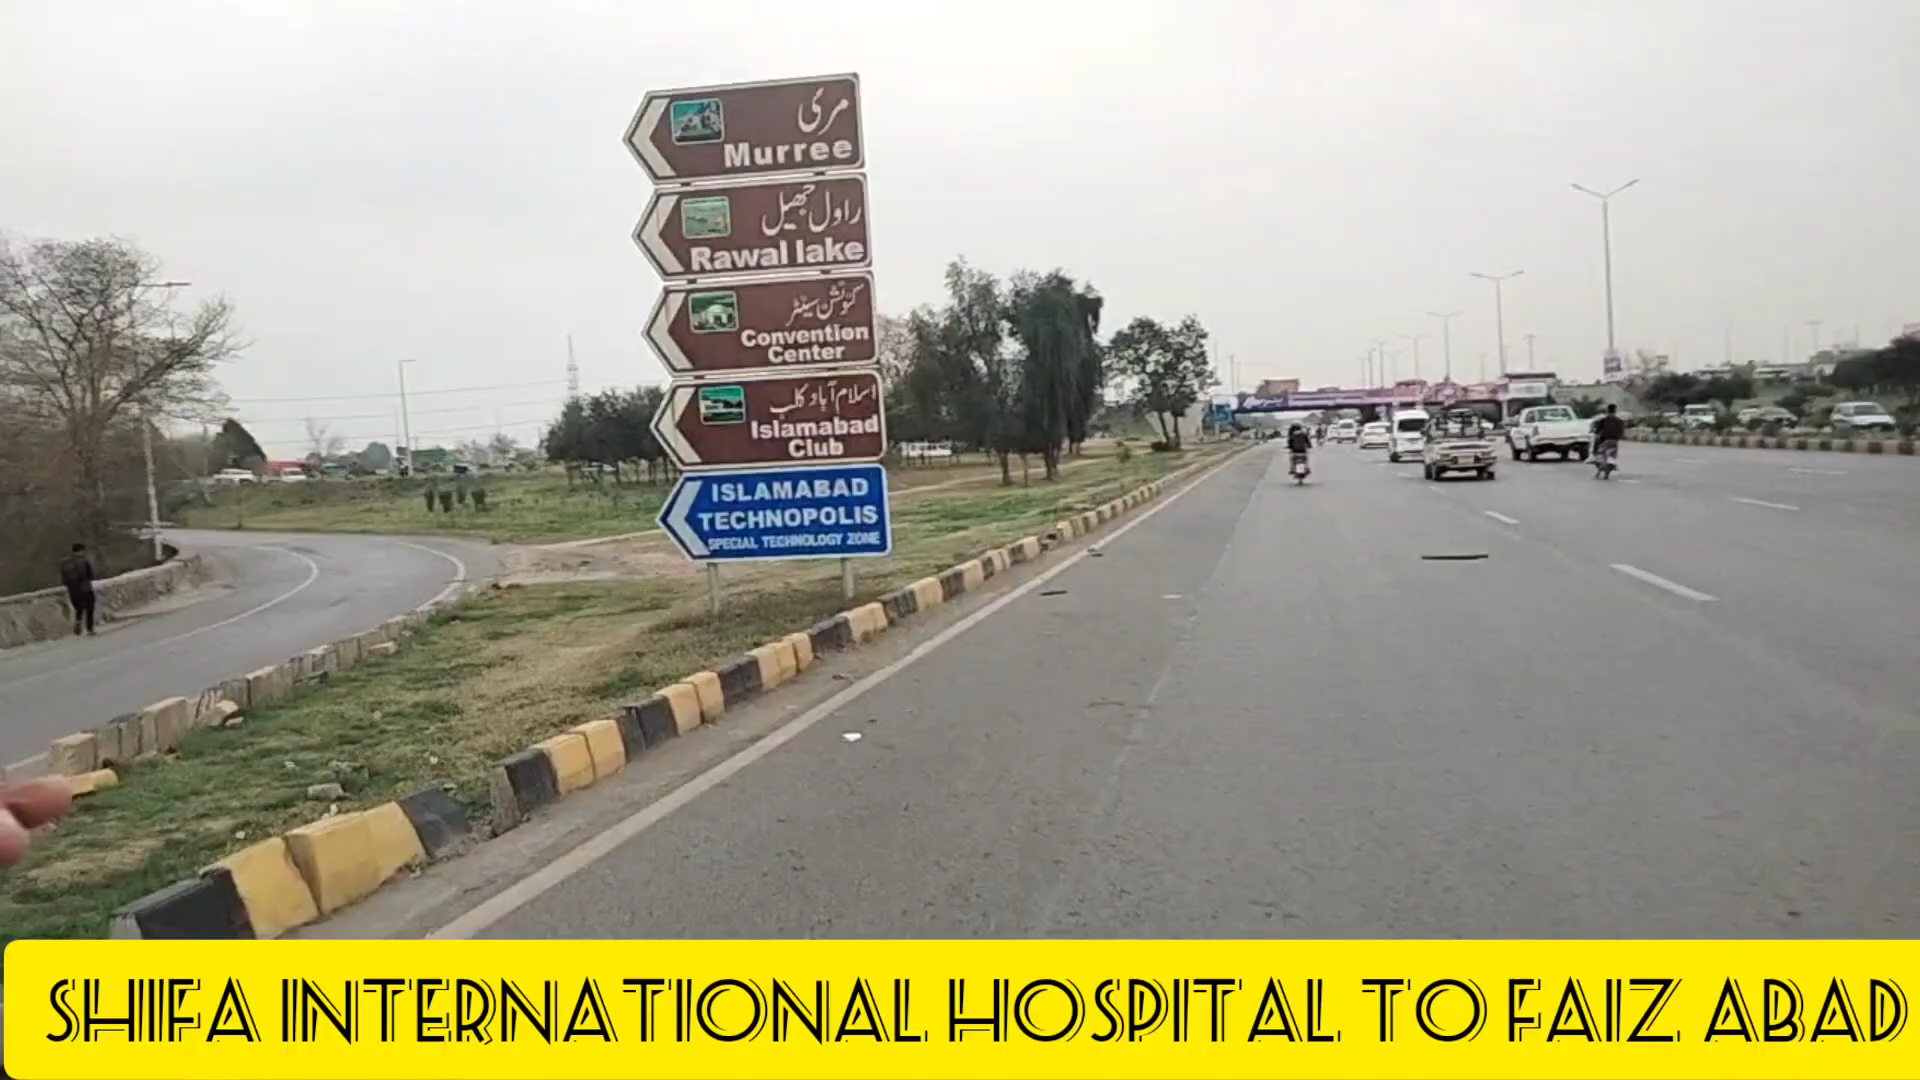 مری
Murree
راول جھیل
Rawal lake
کنونشن سینٹر
Convention
Center
اسلام آباد کلب
Islamabad
Club
ISLAMABAD
TECHNOPOLIS
SPECIAL TECHNOLOGY ZONE
SHIFA INTERNATIONAL HOSPITAL TO FAIZ ABAD